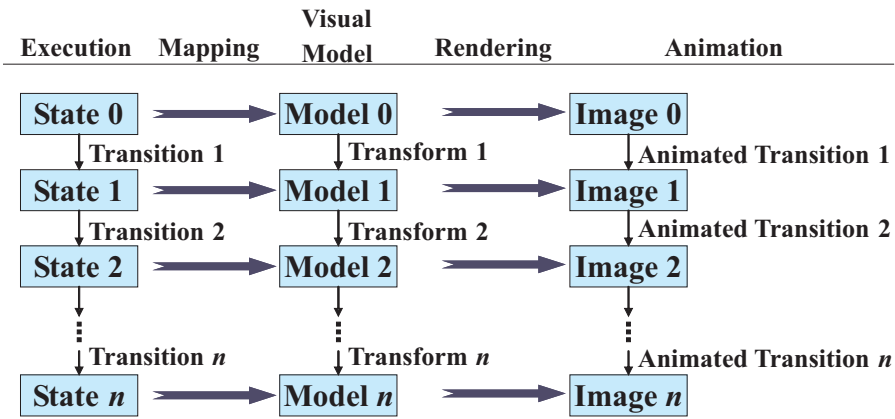 Execution Mapping Visual Model Rendering Animation
State 0 Model 0 Image 0
Transition 1 Transform 1 Animated Transition 1
State 1 Model 1 Image 1
Transition 2 Transform 2 Animated Transition 2
State 2 Model 2 Image 2
Transition n Transform n Animated Transition n
State n Model n Image n